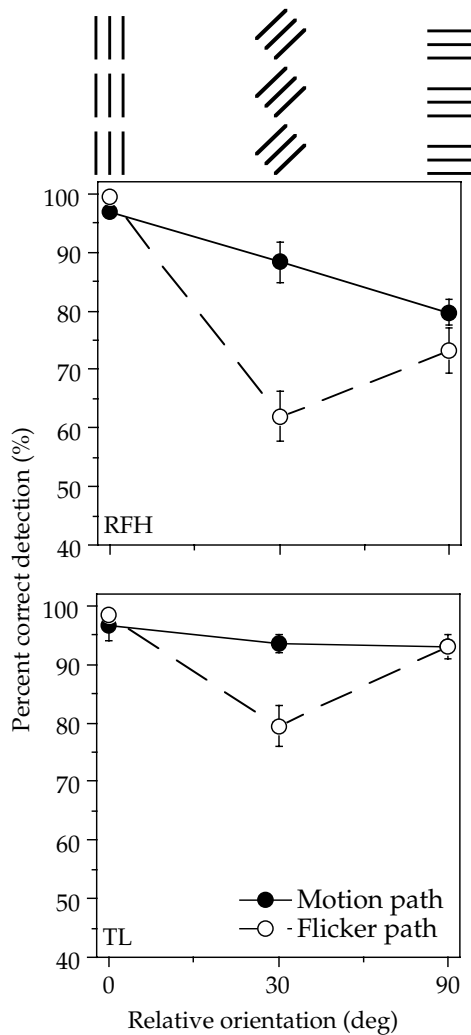 100
90
80
70
60
50
40
RFH
Percent correct detection (%)
100
90
80
70
60
50
40
TL
Motion path
Flicker path
0 30 90
Relative orientation (deg)